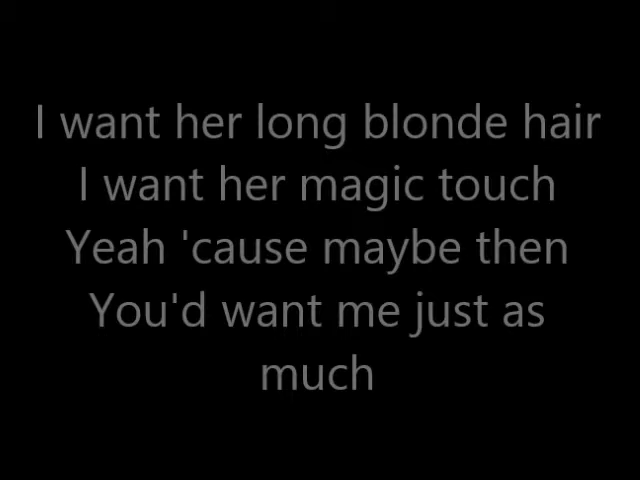 I want her long blonde hair
I want her magic touch
Yeah 'cause maybe then
You'd want me just as
much